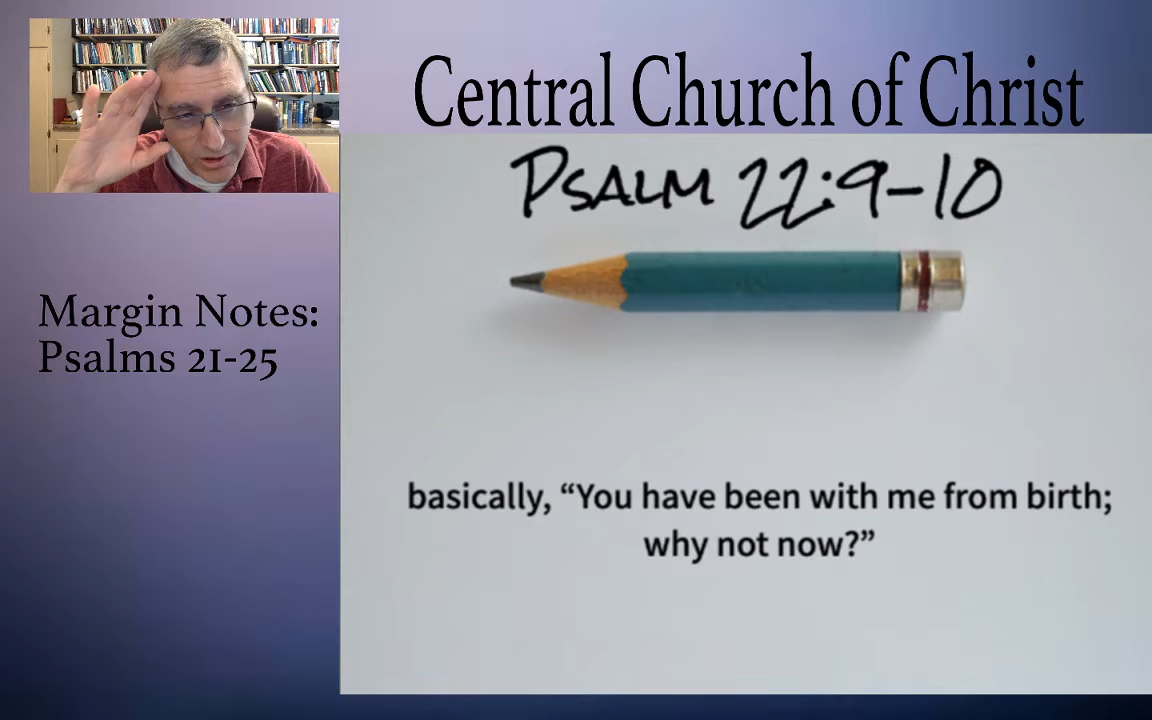 Central Church of Christ
PSALM 22:9-10
Margin Notes:
Psalms 21-25
basically, “You have been with me from birth;
why not now?”